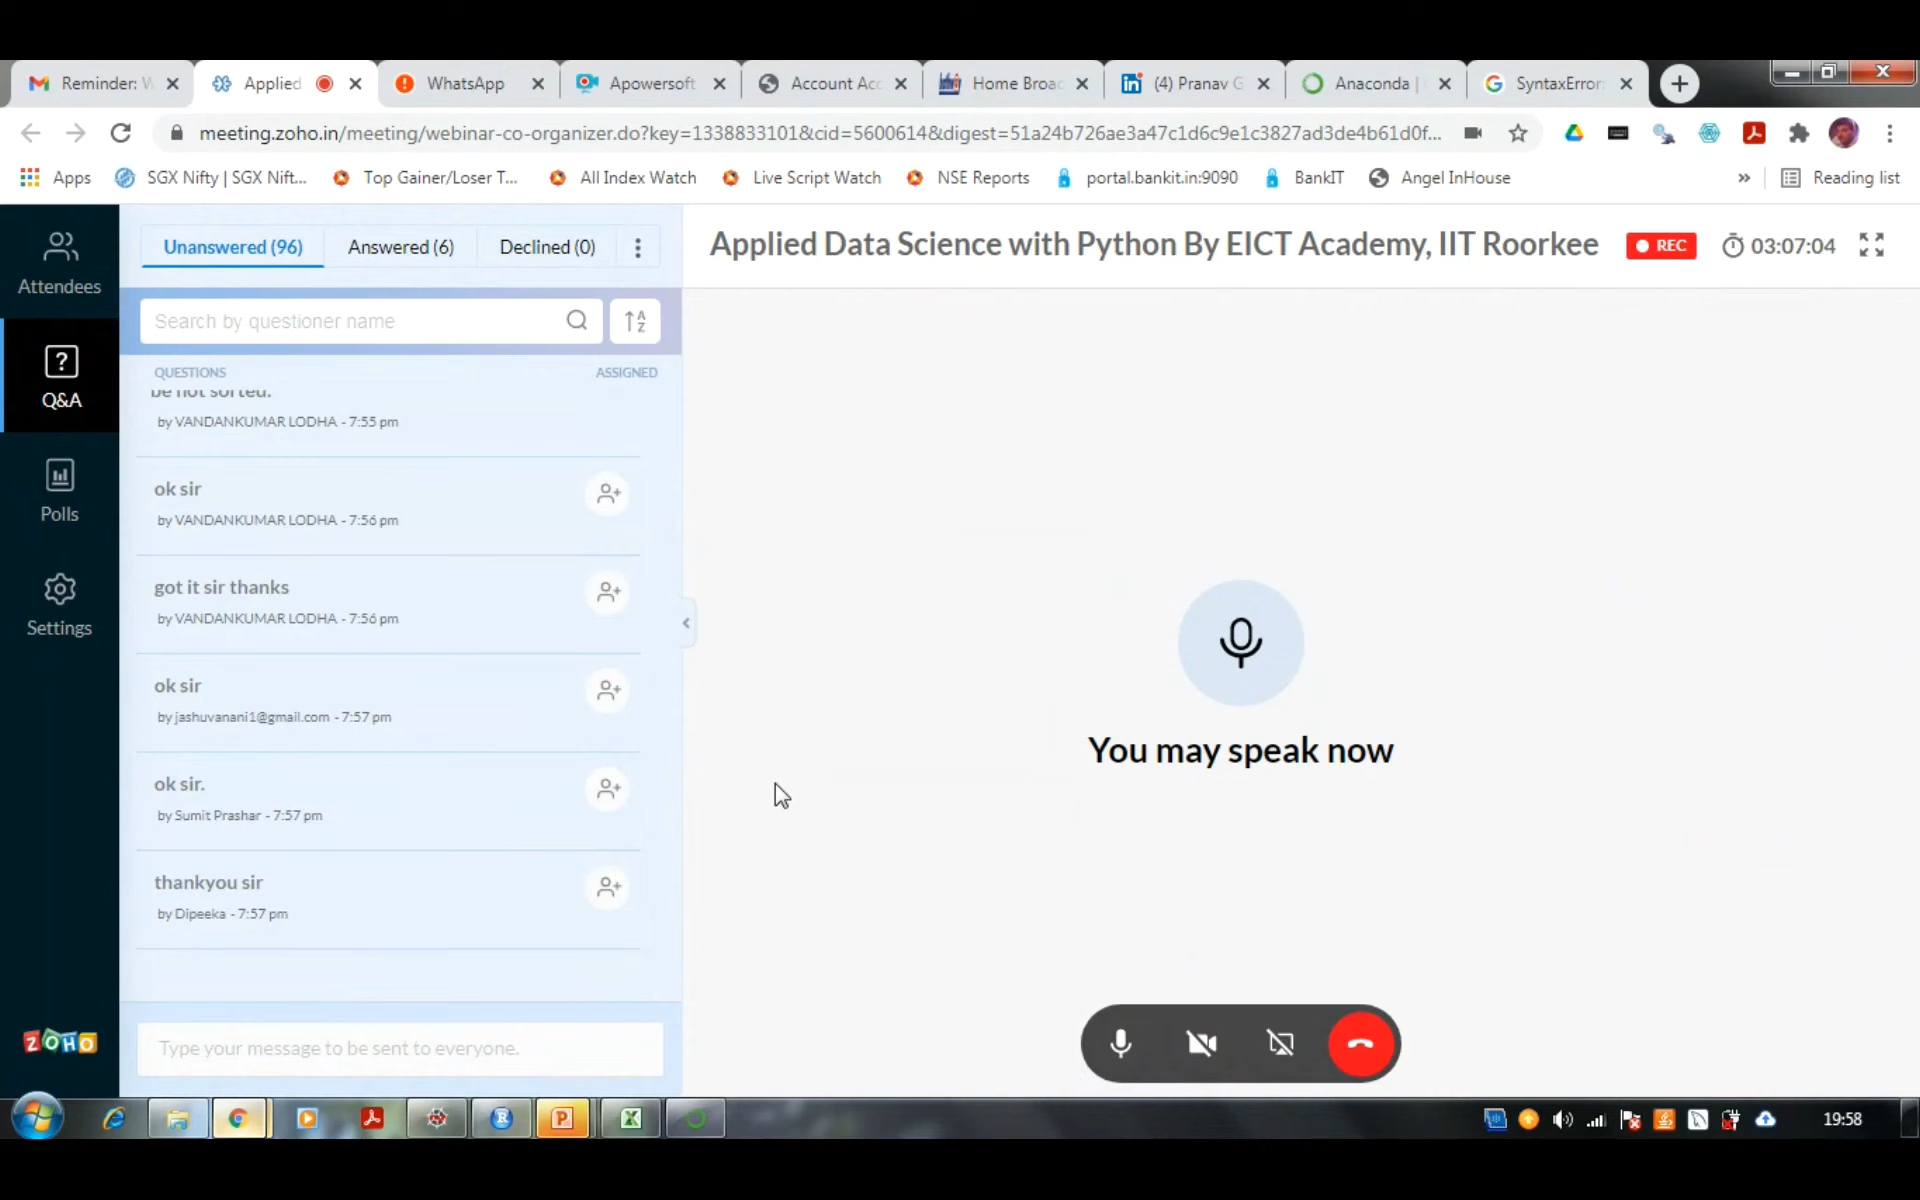 Reminder: W
Applied
WhatsApp
Apowersoft
Account Acc
Home Broad
(4) Pranav G
Anaconda |
SyntaxError:
meeting.zoho.in/meeting/webinar-co-organizer.do?key=1338833101&cid=5600614&digest=51a24b726ae3a47c1d6c9e1c3827ad3de4b61d0f...
Apps
SGX Nifty | SGX Nift...
Top Gainer/Loser T...
All Index Watch
Live Script Watch
NSE Reports
portal.bankit.in:9090
BankIT
Angel InHouse
»
Reading list
Attendees
Q&A
Polls
Settings
ZOHO
Unanswered (96)
Answered (6)
Declined (0)
Search by questioner name
QUESTIONS
ASSIGNED
be not sorted.
by VANDANKUMAR LODHA - 7:55 pm
ok sir
by VANDANKUMAR LODHA - 7:56 pm
got it sir thanks
by VANDANKUMAR LODHA - 7:56 pm
ok sir
by jashuvanani1@gmail.com - 7:57 pm
ok sir.
by Sumit Prashar - 7:57 pm
thankyou sir
by Dipeeka - 7:57 pm
Type your message to be sent to everyone.
Applied Data Science with Python By EICT Academy, IIT Roorkee
REC
03:07:04
You may speak now
19:58